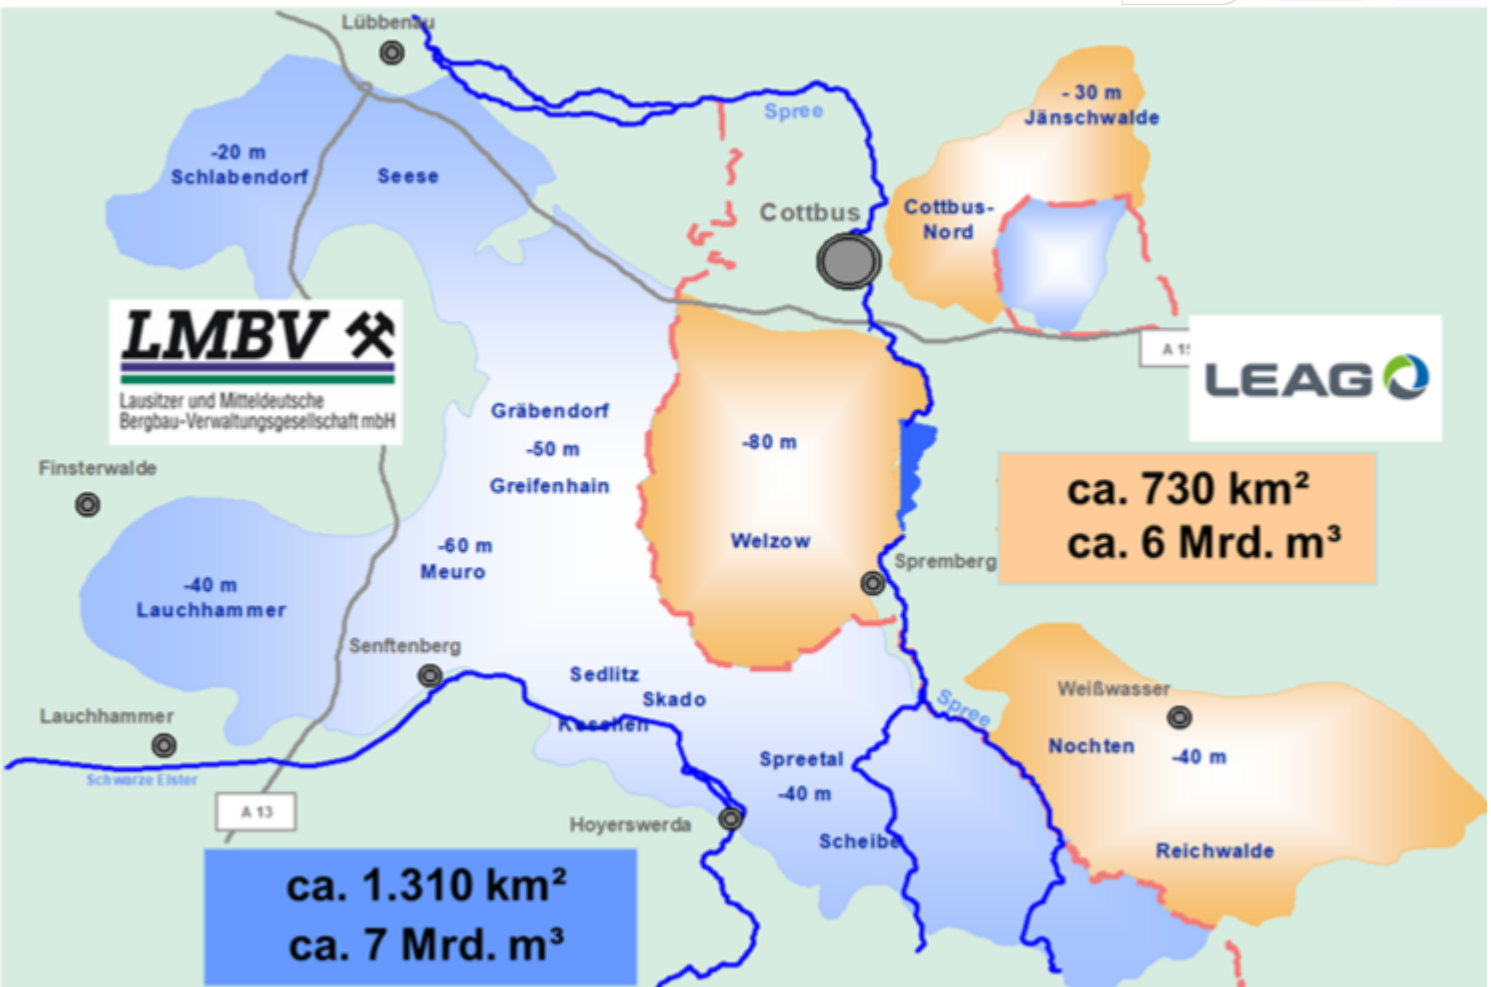 Lübbenau
Spree
- 30 m
Jänschwalde
-20 m
Schlabendorf
Seese
Cottbus
Cottbus-
Nord
LMBV
Lausitzer und Mitteldeutsche
Bergbau-Verwaltungsgesellschaft mbH
LEAG
Gräbendorf
-50 m
Greifenhain
-80 m
Welzow
Finsterwalde
ca. 730 km²
ca. 6 Mrd. m³
-60 m
Meuro
Spremberg
-40 m
Lauchhammer
Senftenberg
Sedlitz
Skado
Koschen
Weißwasser
Spree
Lauchhammer
Nochten
-40 m
Schwarze Elster
Spreetal
-40 m
A 13
Hoyerswerda
Scheibe
Reichwalde
ca. 1.310 km²
ca. 7 Mrd. m³